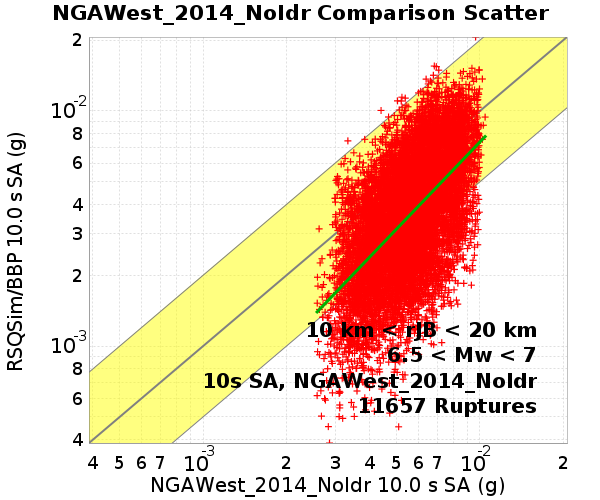 NGAWest_2014_NoIdr Comparison Scatter
RSQSim/BBP 10.0 s SA (g)
2
10-2
8
6
4
3
2
10-3
8
6
4
10 km < rJB < 20 km
6.5 < Mw < 7
10s SA, NGAWest_2014_NoIdr
11657 Ruptures
4 5 6 7 10-3 2 3 4 5 6 7 10-2 2
NGAWest_2014_NoIdr 10.0 s SA (g)